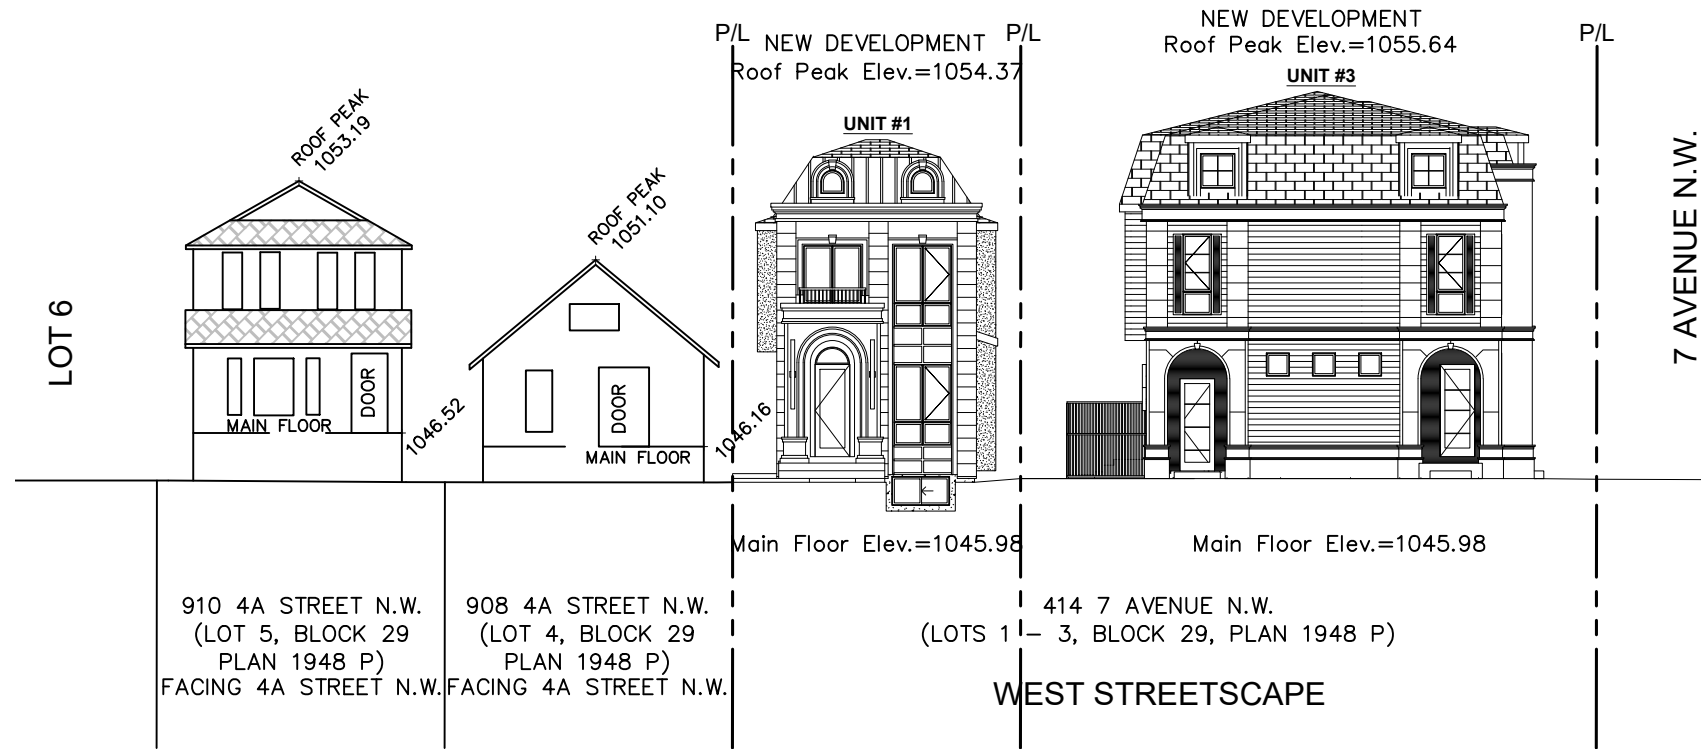 P/L
NEW DEVELOPMENT
Roof Peak Elev.=1054.37
P/L
NEW DEVELOPMENT
Roof Peak Elev.=1055.64
P/L
UNIT #1
UNIT #3
ROOF PEAK
1053.19
ROOF PEAK
1051.10
LOT 6
7 AVENUE N.W.
DOOR
MAIN FLOOR
1046.52
DOOR
MAIN FLOOR
1046.16
Main Floor Elev.=1045.98
Main Floor Elev.=1045.98
910 4A STREET N.W.
(LOT 5, BLOCK 29
PLAN 1948 P)
FACING 4A STREET N.W.
908 4A STREET N.W.
(LOT 4, BLOCK 29
PLAN 1948 P)
FACING 4A STREET N.W.
414 7 AVENUE N.W.
(LOTS 1 - 3, BLOCK 29, PLAN 1948 P)
WEST STREETSCAPE